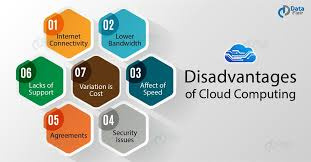 Data
Flair
01
Internet
Connectivity
02
Lower
Bandwidth
06
Lacks of
Support
07
Variation is
Cost
03
Affect of
Speed
05
Agreements
04
Security
issues
Disadvantages
of Cloud Computing